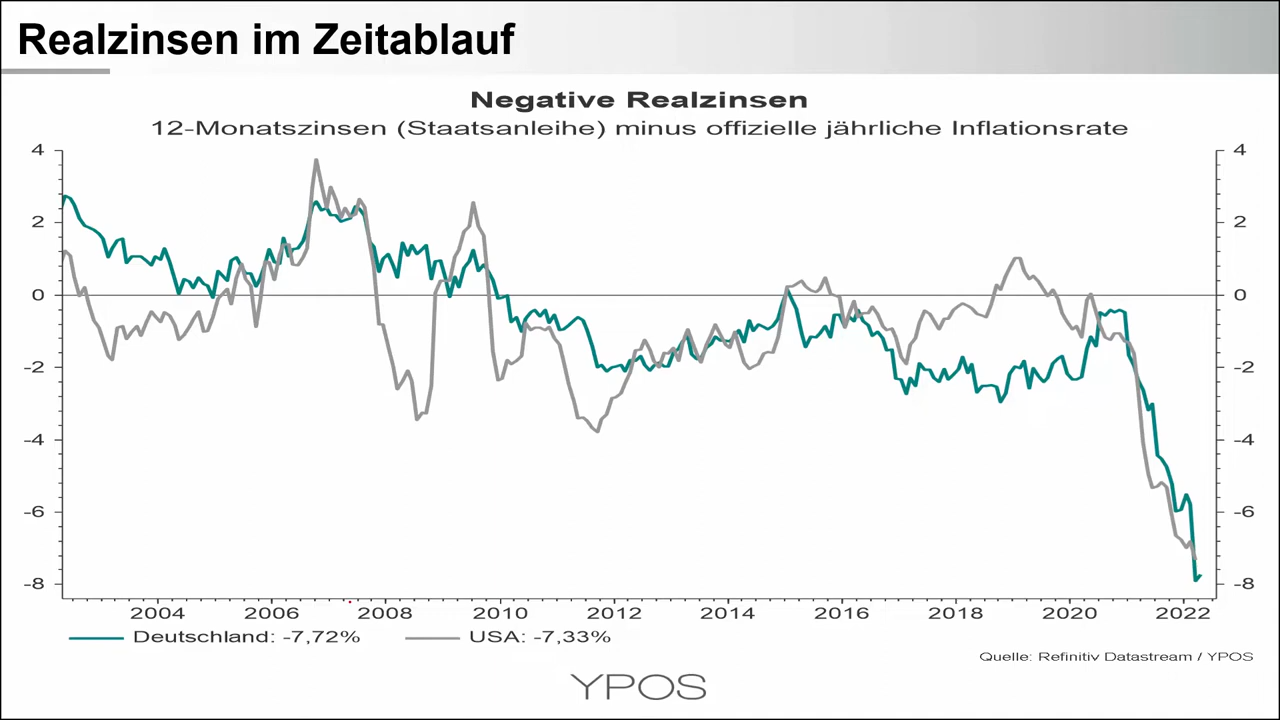 Realzinsen im Zeitablauf
Negative Realzinsen
12-Monatszinsen (Staatsanleihe) minus offizielle jährliche Inflationsrate
4 4
2 2
0 0
-2 -2
-4 -4
-6 -6
-8 -8
2004 2006 2008 2010 2012 2014 2016 2018 2020 2022
Deutschland: -7,72% USA: -7,33%
Quelle: Refinitiv Datastream / YPOS
YPOS